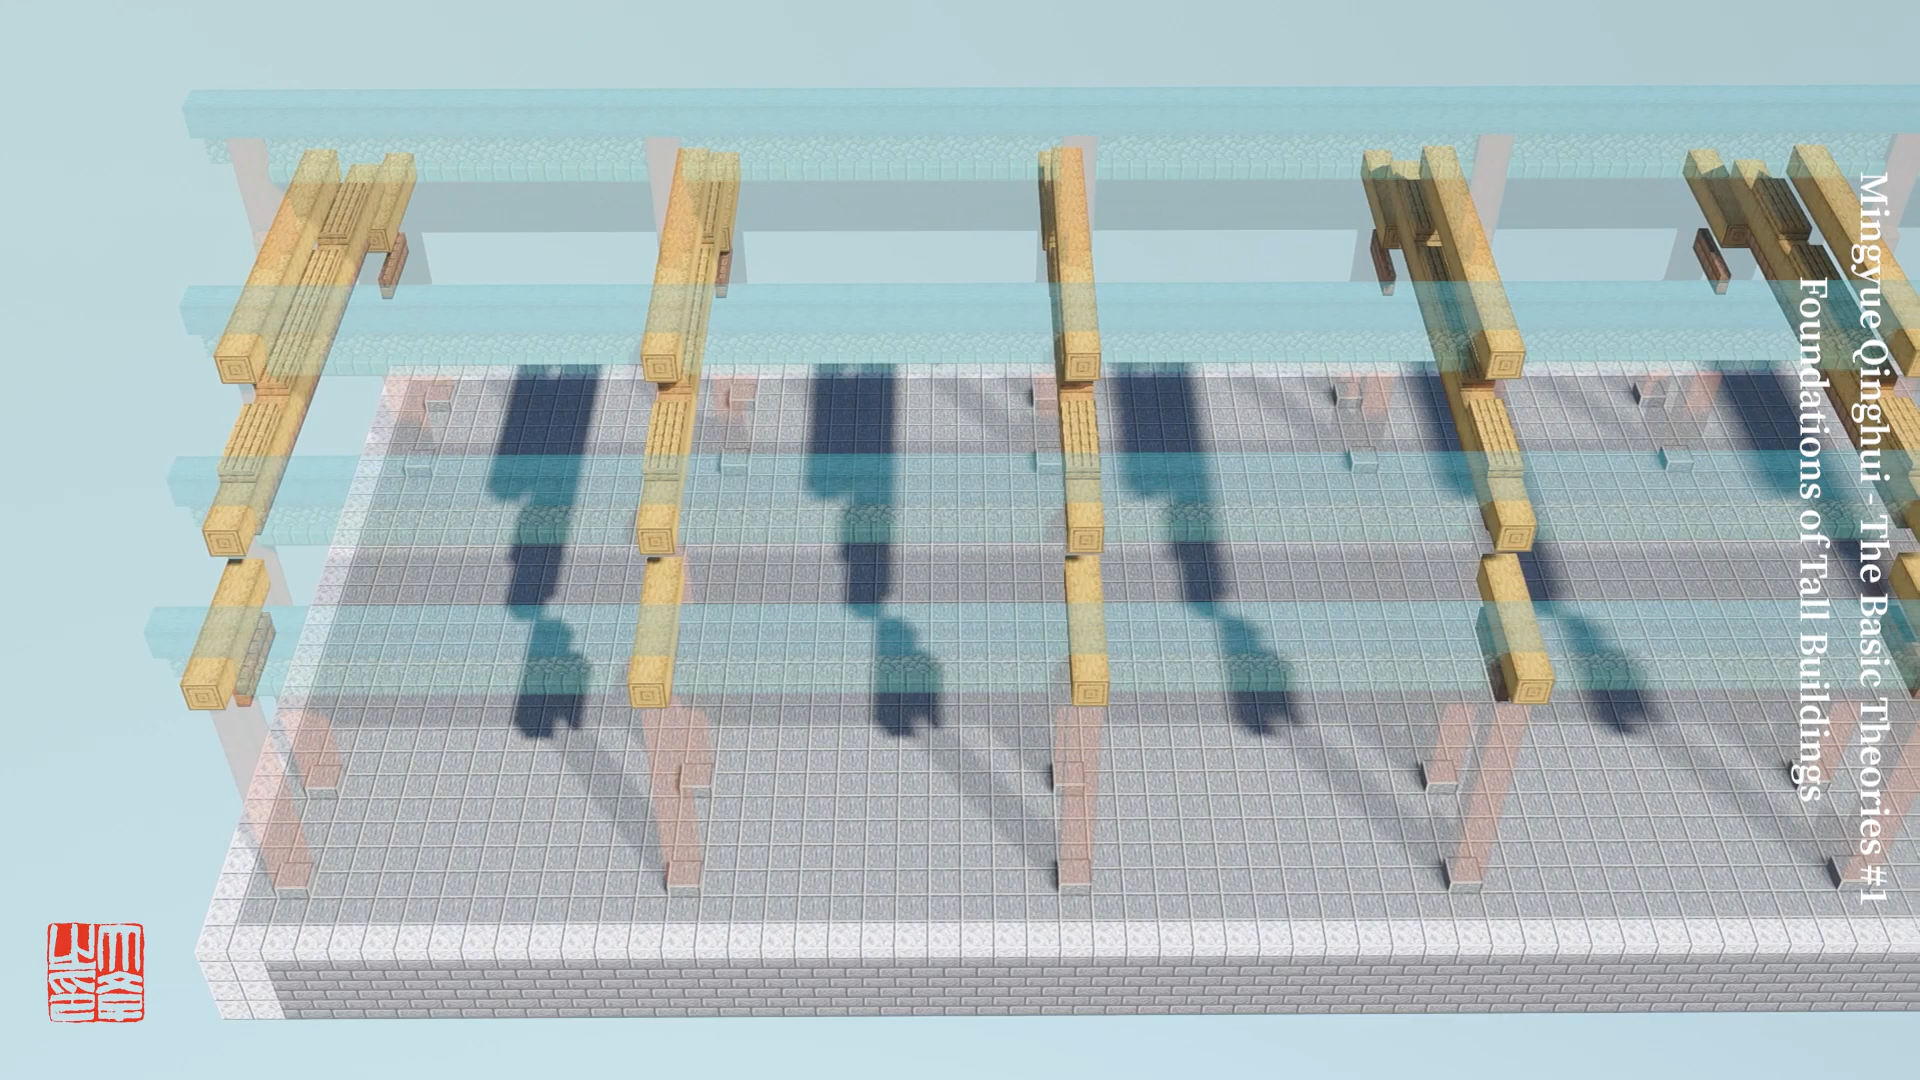 Mingyue Qinghui - The Basic Theories #1
Foundations of Tall Buildings